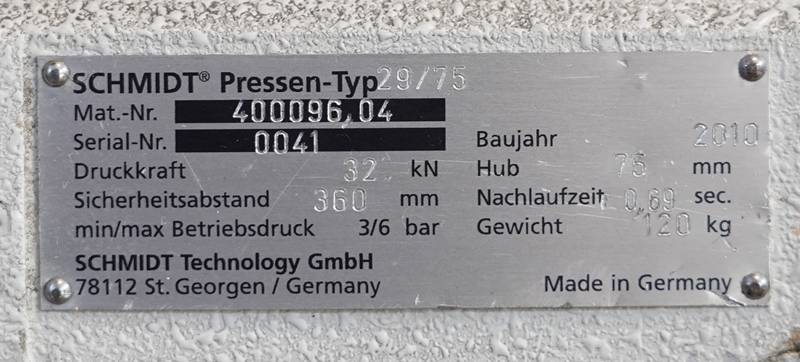 SCHMIDT® Pressen-Typ 29/75
Mat.-Nr. 400096,04
Serial-Nr. 0041 Baujahr 2010
Druckkraft 32 kN Hub 75 mm
Sicherheitsabstand 360 mm Nachlaufzeit 0,69 sec.
min/max Betriebsdruck 3/6 bar Gewicht 120 kg
SCHMIDT Technology GmbH
78112 St. Georgen / Germany Made in Germany